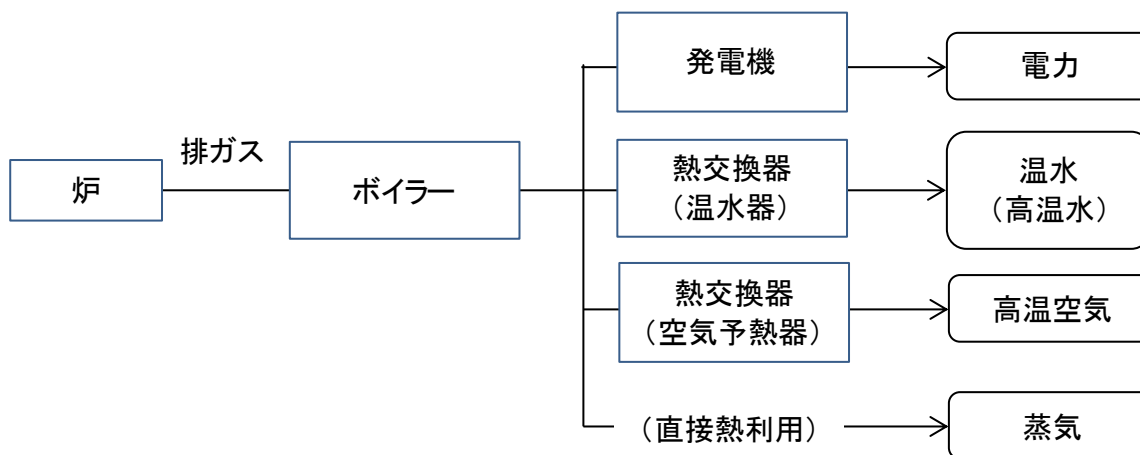 発電機
電力
排ガス
炉
ボイラー
熱交換器
（温水器）
温水
（高温水）
熱交換器
（空気予熱器）
高温空気
（直接熱利用）
蒸気